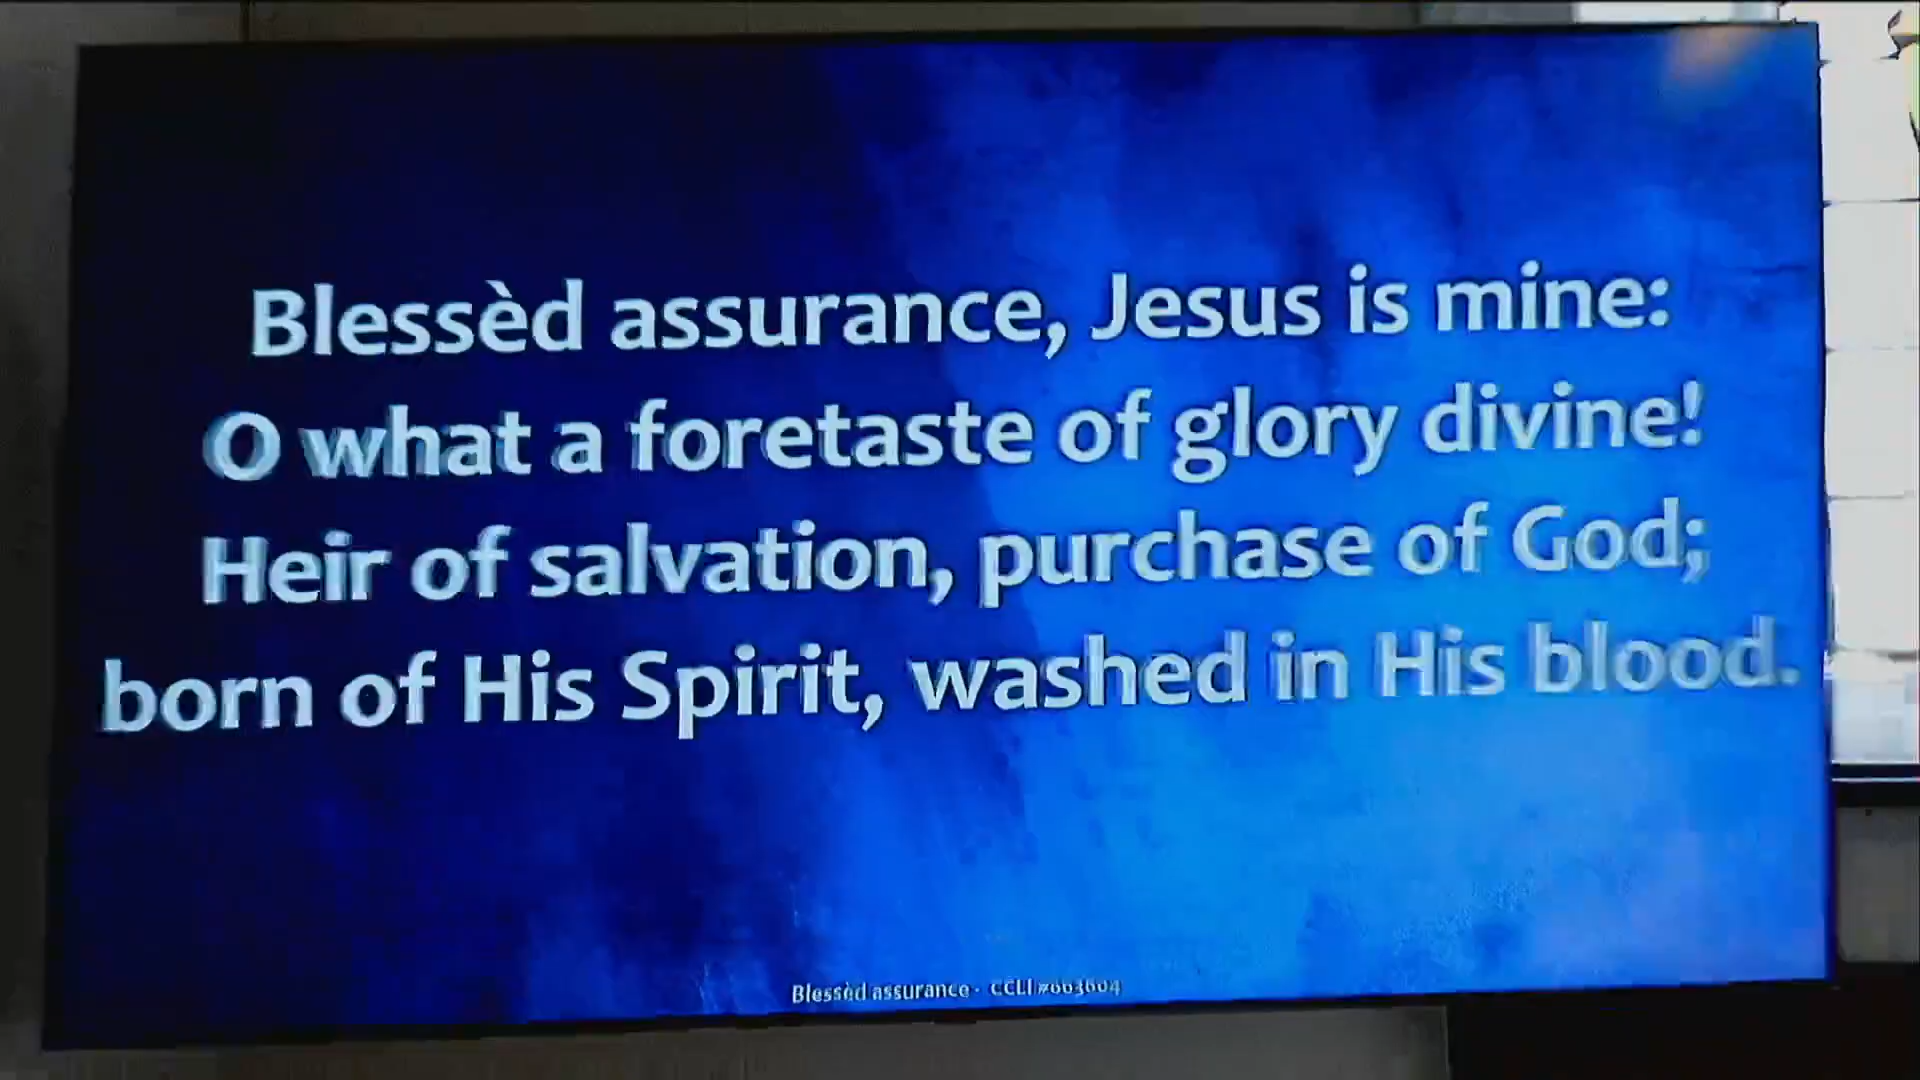 Blessèd assurance, Jesus is mine:
O what a foretaste of glory divine!
Heir of salvation, purchase of God;
born of His Spirit, washed in His blood.
Blessèd assurance · CCLI